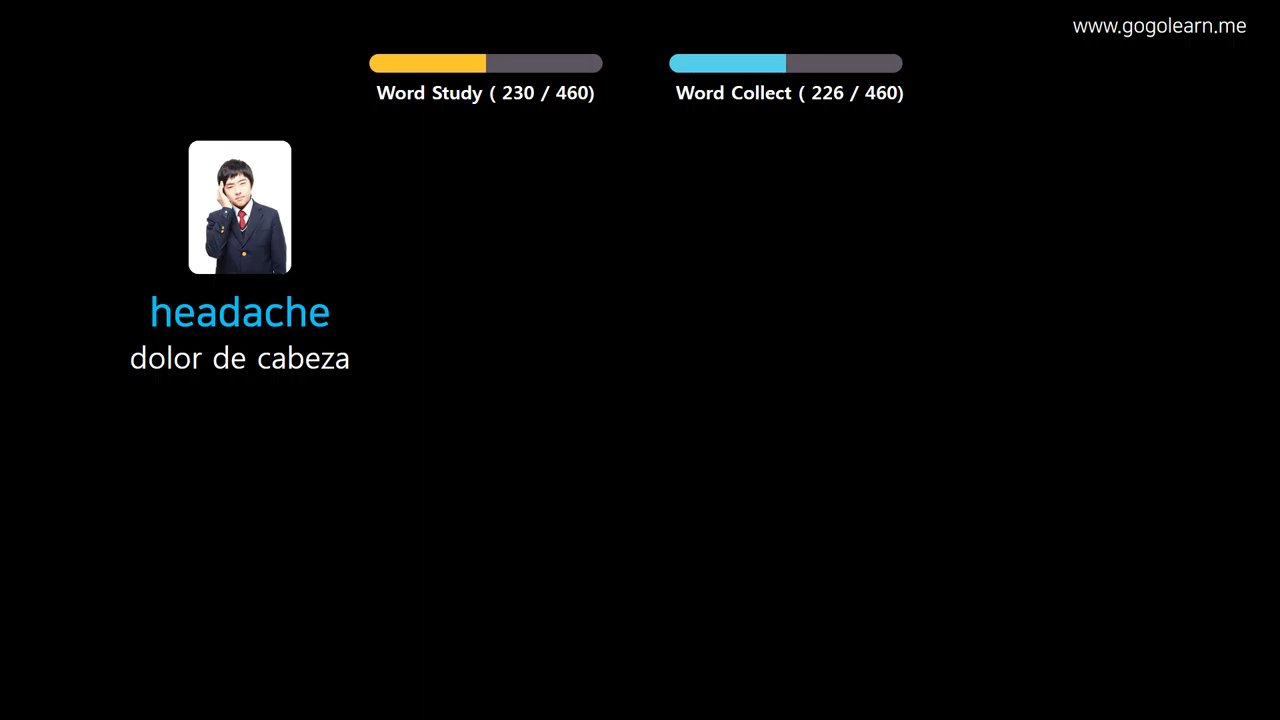 www.gogolearn.me
Word Study ( 230 / 460)
Word Collect ( 226 / 460)
headache
dolor de cabeza